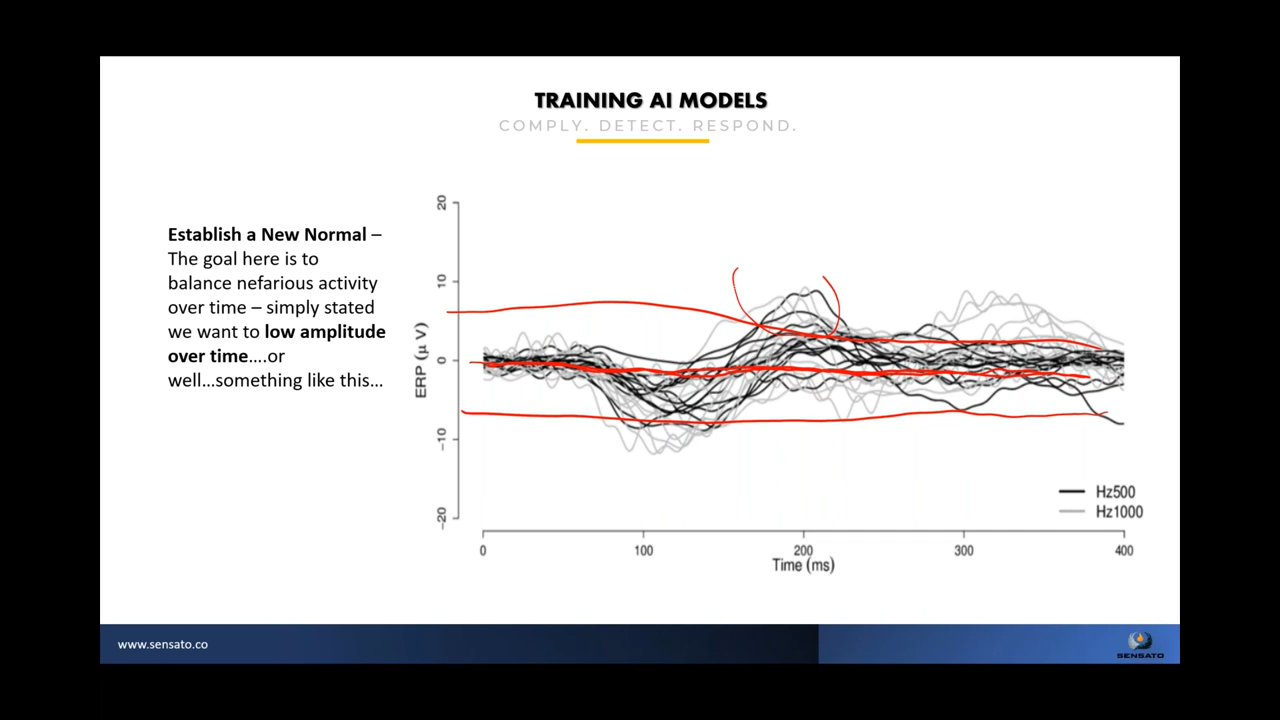 TRAINING AI MODELS
COMPLY. DETECT. RESPOND.
Establish a New Normal –
The goal here is to
balance nefarious activity
over time – simply stated
we want to low amplitude
over time….or
well…something like this…
20
10
0
-10
-20
ERP (μ V)
Hz500
Hz1000
0 100 200 300 400
Time (ms)
www.sensato.co
SENSATO